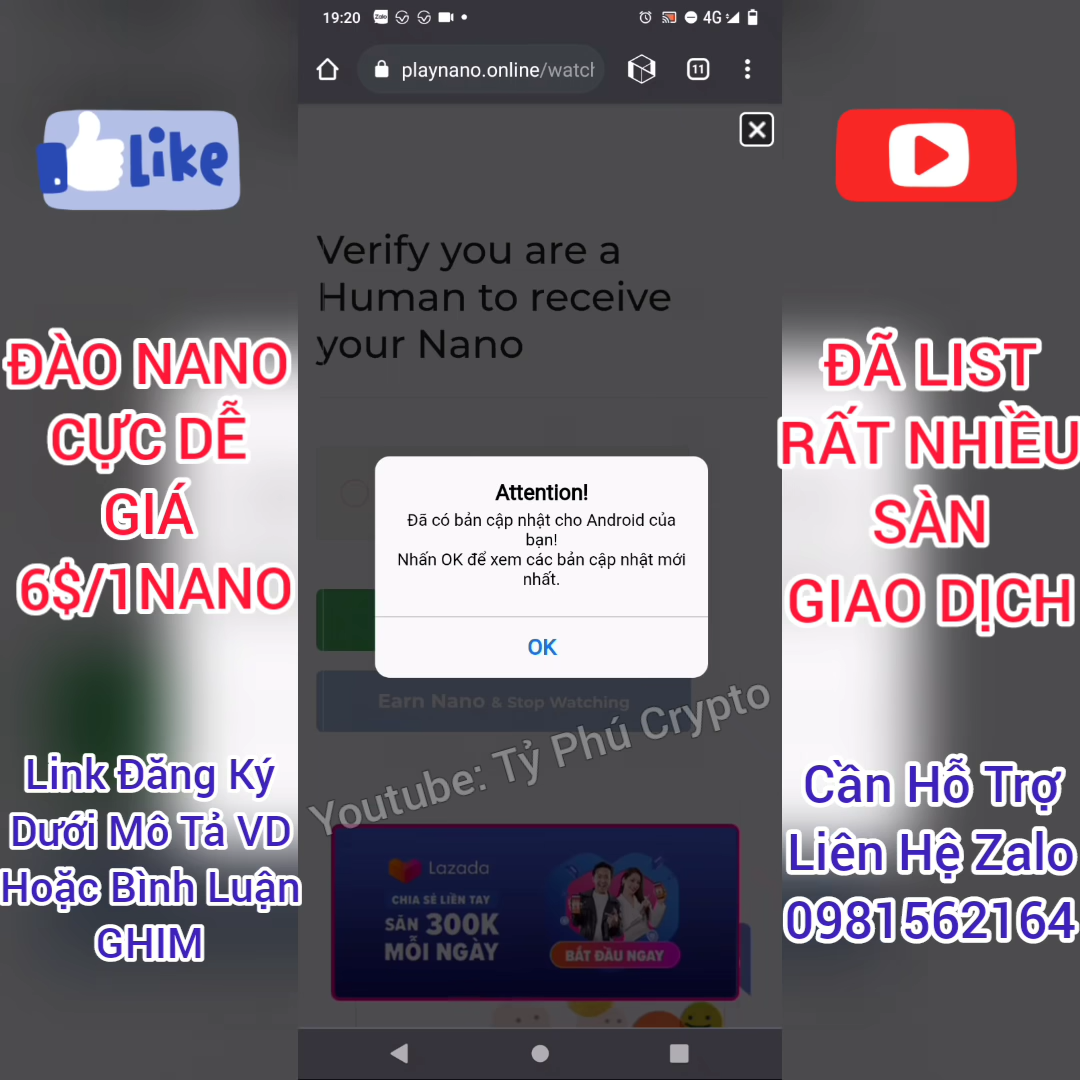 19:20
Zalo
4G
playnano.online/watch
11
Like
Verify you are a
Human to receive
your Nano
ĐÀO NANO
CỰC DỄ
GIÁ
6$/1NANO
ĐÃ LIST
RẤT NHIỀU
SÀN
GIAO DỊCH
Attention!
Đã có bản cập nhật cho Android của
bạn!
Nhấn OK để xem các bản cập nhật mới
nhất.
OK
Earn Nano & Stop Watching
Youtube: Tỷ Phú Crypto
Link Đăng Ký
Dưới Mô Tả VD
Hoặc Bình Luận
GHIM
Cần Hỗ Trợ
Liên Hệ Zalo
0981562164
Lazada
CHIA SẺ LIỀN TAY
SĂN 300K
MỖI NGÀY
BẮT ĐẦU NGAY